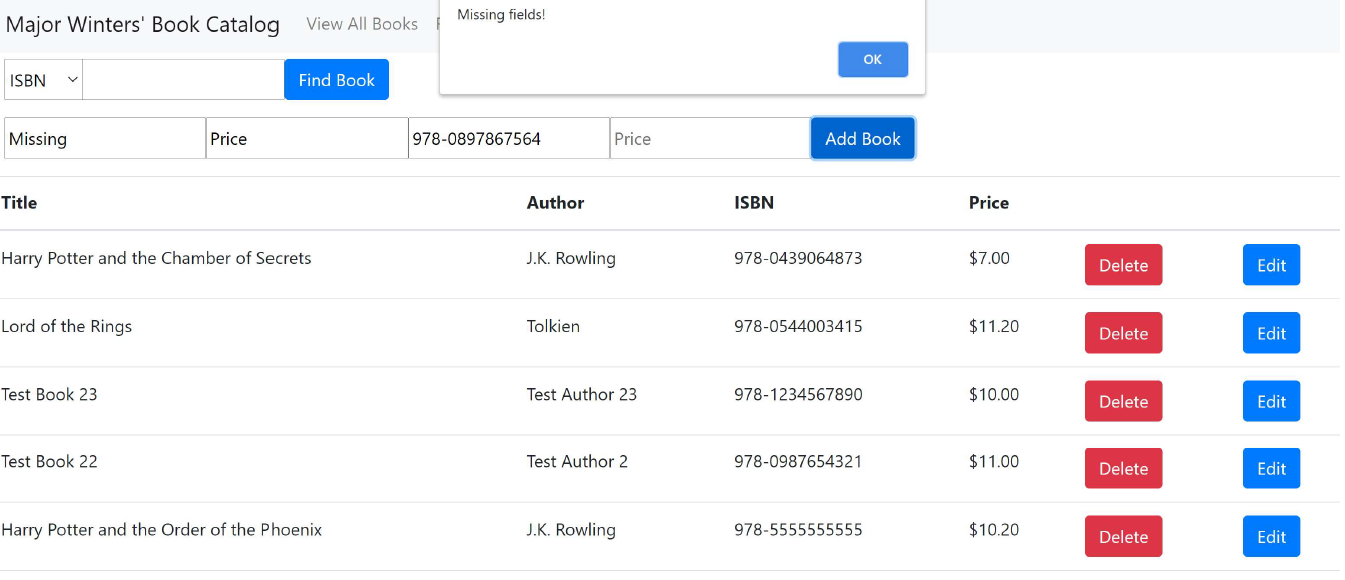 Major Winters' Book Catalog View All Books
Missing fields!
OK
ISBN Find Book
Missing Price 978-0897867564 Price Add Book
Title Author ISBN Price
Harry Potter and the Chamber of Secrets J.K. Rowling 978-0439064873 $7.00 Delete Edit
Lord of the Rings Tolkien 978-0544003415 $11.20 Delete Edit
Test Book 23 Test Author 23 978-1234567890 $10.00 Delete Edit
Test Book 22 Test Author 2 978-0987654321 $11.00 Delete Edit
Harry Potter and the Order of the Phoenix J.K. Rowling 978-5555555555 $10.20 Delete Edit